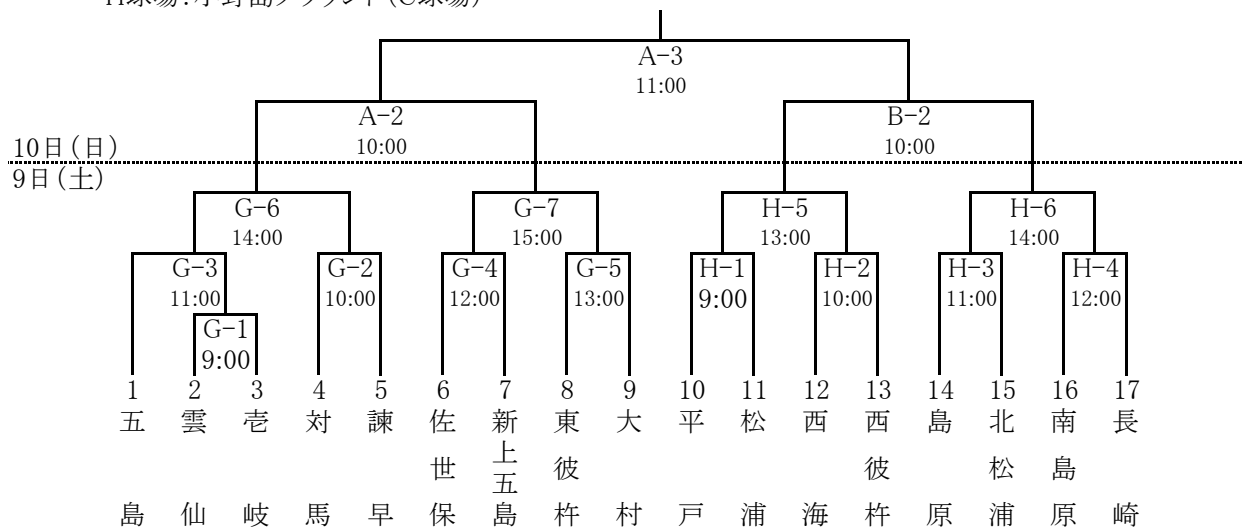 H球場：小野島グラウンド（C球場）
A-3
11:00
A-2
10:00
B-2
10:00
10日（日）
9日（土）
G-6
14:00
G-7
15:00
H-5
13:00
H-6
14:00
G-3
11:00
G-2
10:00
G-4
12:00
G-5
13:00
H-1
9:00
H-2
10:00
H-3
11:00
H-4
12:00
G-1
9:00
1 2 3 4 5 6 7 8 9 10 11 12 13 14 15 16 17
五島
雲仙
壱岐
対馬
諫早
佐世保
新上五島
東彼杵
大村
平戸
松浦
西海
西彼杵
島原
北松浦
南島原
長崎